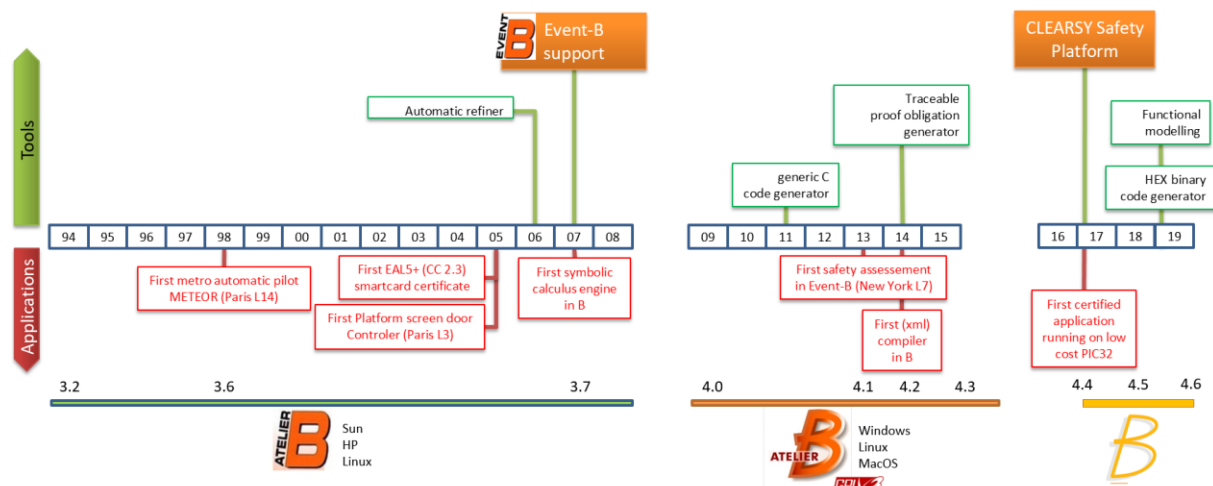 EVENT
B
Event-B
support
CLEARSY Safety
Platform
Tools
Automatic refiner
Traceable
proof obligation
generator
Functional
modelling
generic C
code generator
HEX binary
code generator
94 95 96 97 98 99 00 01 02 03 04 05 06 07 08
09 10 11 12 13 14 15
16 17 18 19
Applications
First metro automatic pilot
METEOR (Paris L14)
First EAL5+ (CC 2.3)
smartcard certificate
First Platform screen door
Controler (Paris L3)
First symbolic
calculus engine
in B
First safety assessement
in Event-B (New York L7)
First (xml)
compiler
in B
First certified
application
running on low
cost PIC32
3.2 3.6 3.7
4.0 4.1 4.2 4.3
4.4 4.5 4.6
ATELIER
B
Sun
HP
Linux
ATELIER
B
Windows
Linux
MacOS
B